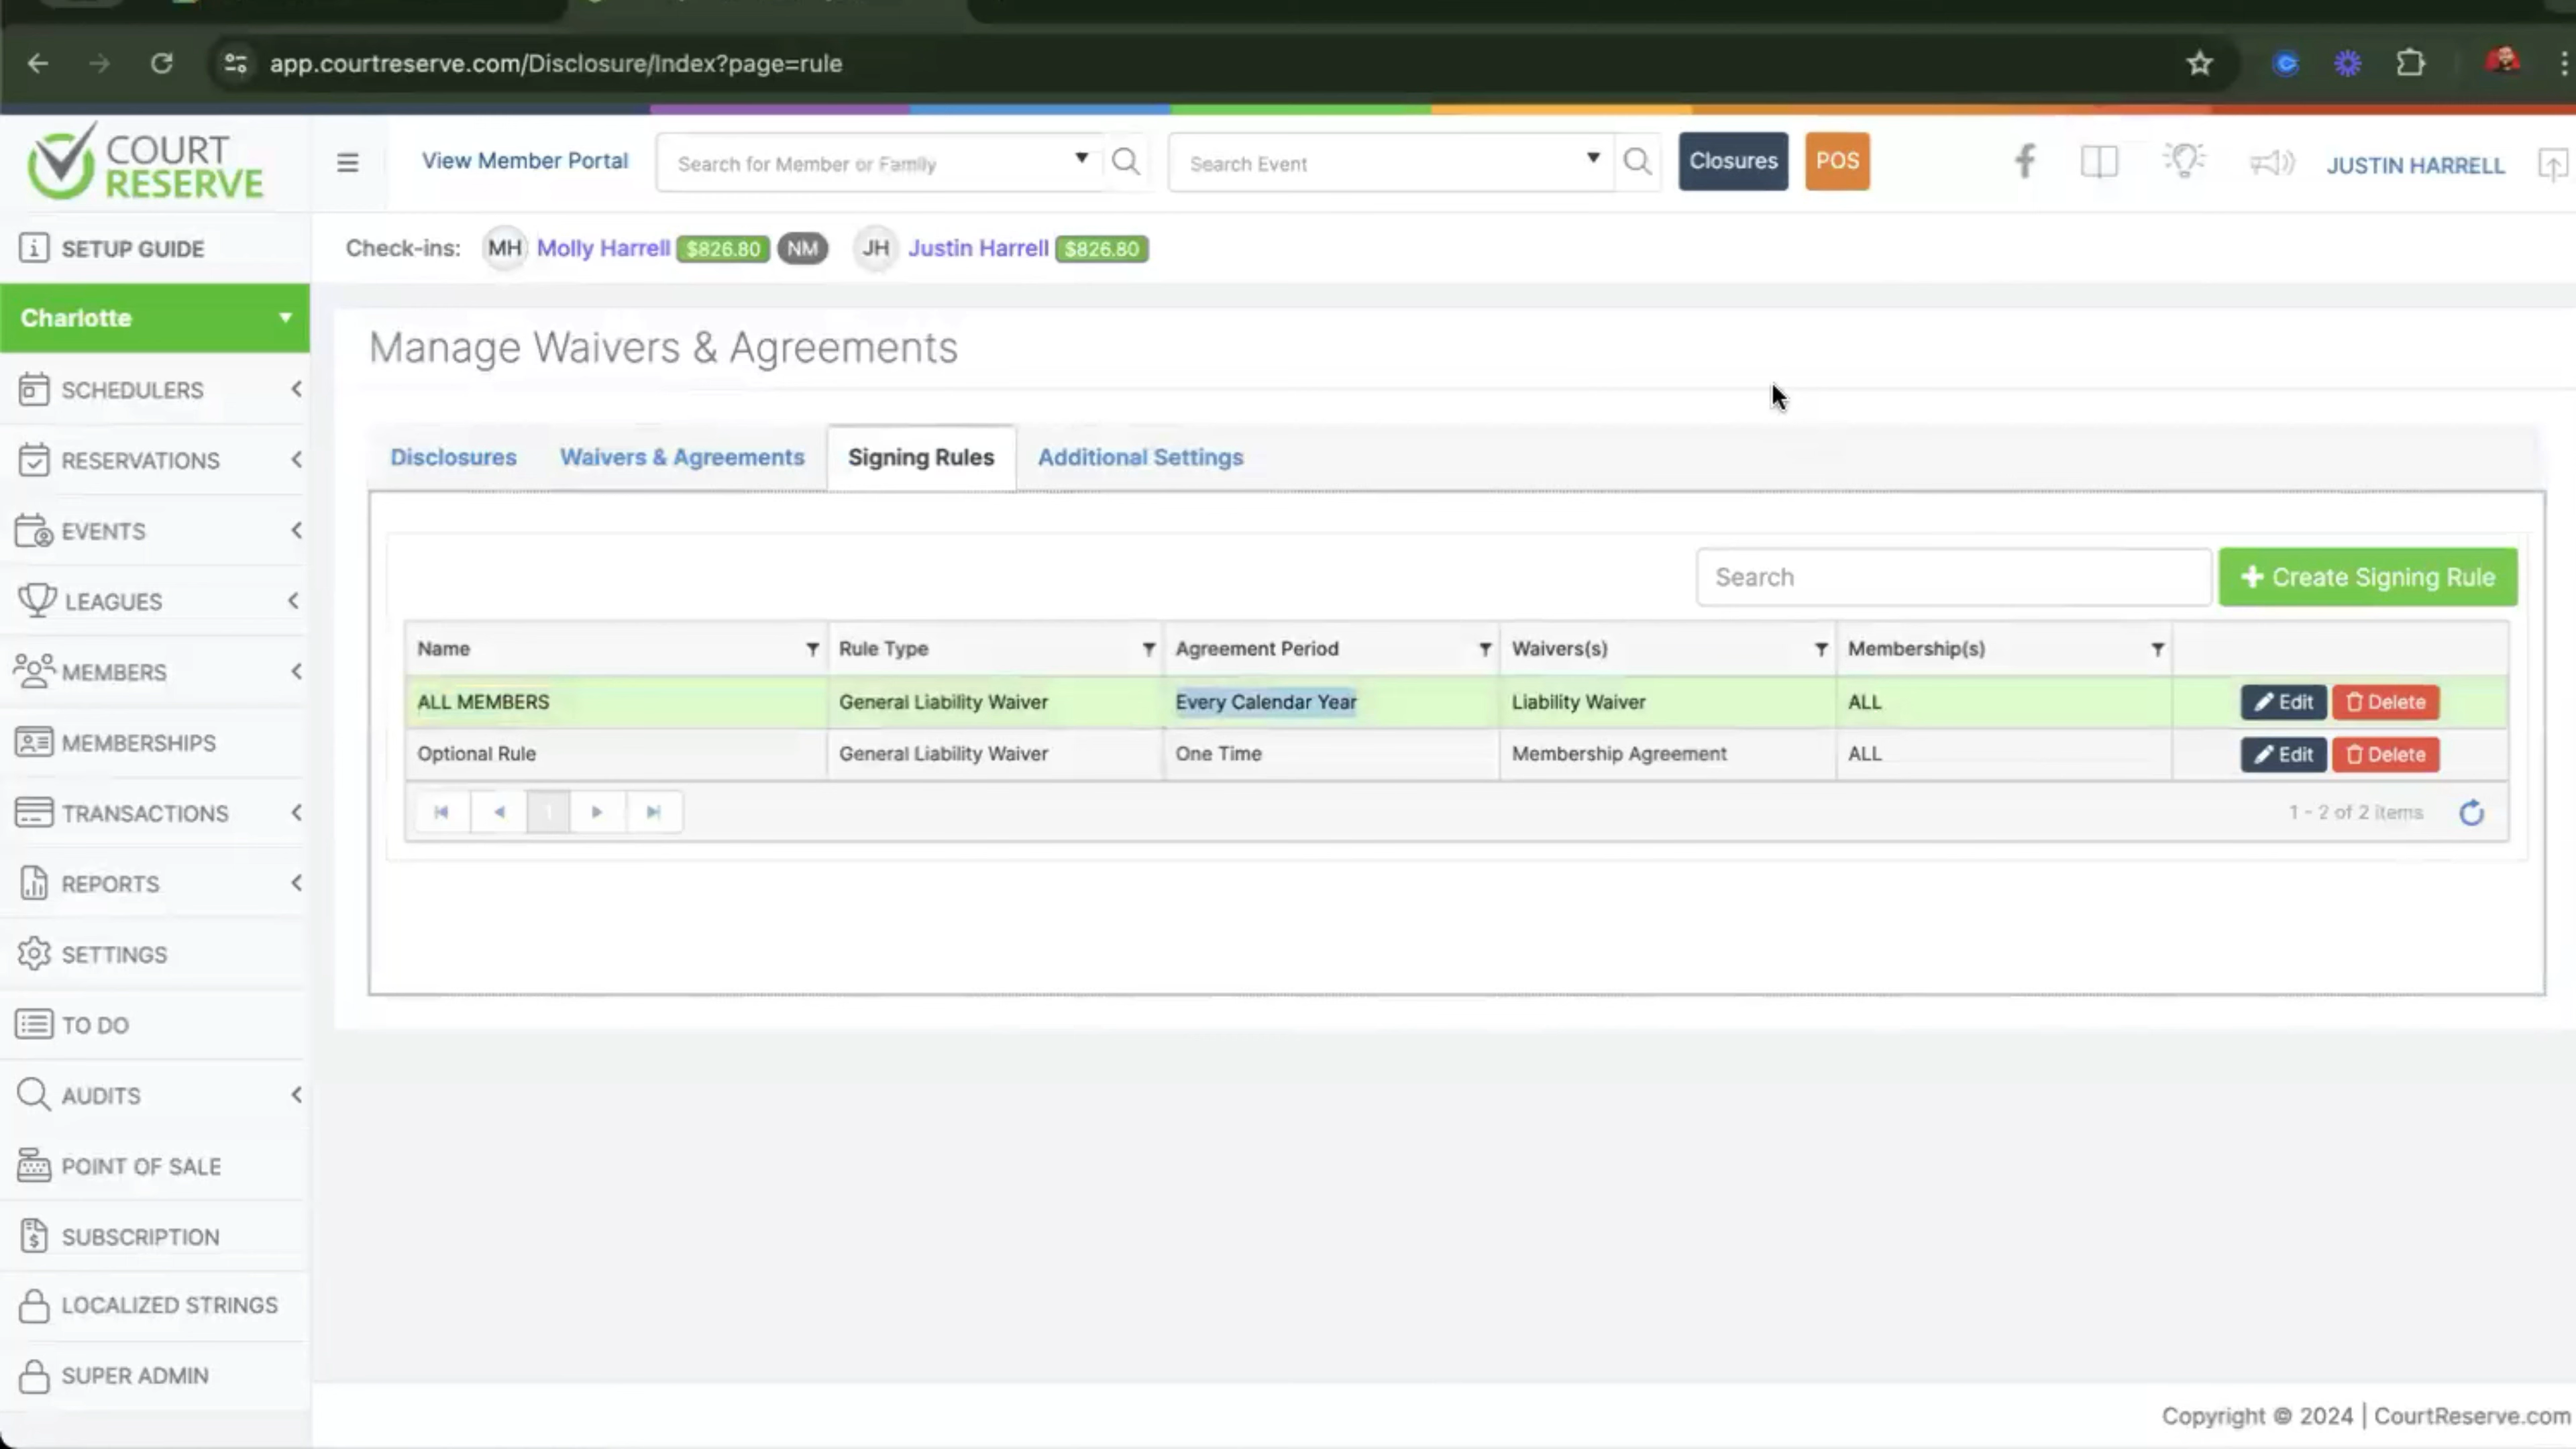 app.courtreserve.com/Disclosure/Index?page=rule
COURT RESERVE
View Member Portal
Search for Member or Family
Search Event
Closures
POS
JUSTIN HARRELL
SETUP GUIDE
Check-ins: MH Molly Harrell $826.80 NM JH Justin Harrell $826.80
Charlotte
SCHEDULERS
RESERVATIONS
EVENTS
LEAGUES
MEMBERS
MEMBERSHIPS
TRANSACTIONS
REPORTS
SETTINGS
TO DO
AUDITS
POINT OF SALE
SUBSCRIPTION
LOCALIZED STRINGS
SUPER ADMIN
Manage Waivers & Agreements
Disclosures Waivers & Agreements Signing Rules Additional Settings
Search + Create Signing Rule
Name Rule Type Agreement Period Waivers(s) Membership(s)
ALL MEMBERS General Liability Waiver Every Calendar Year Liability Waiver ALL Edit Delete
Optional Rule General Liability Waiver One Time Membership Agreement ALL Edit Delete
1 1 - 2 of 2 items
Copyright © 2024 | CourtReserve.com